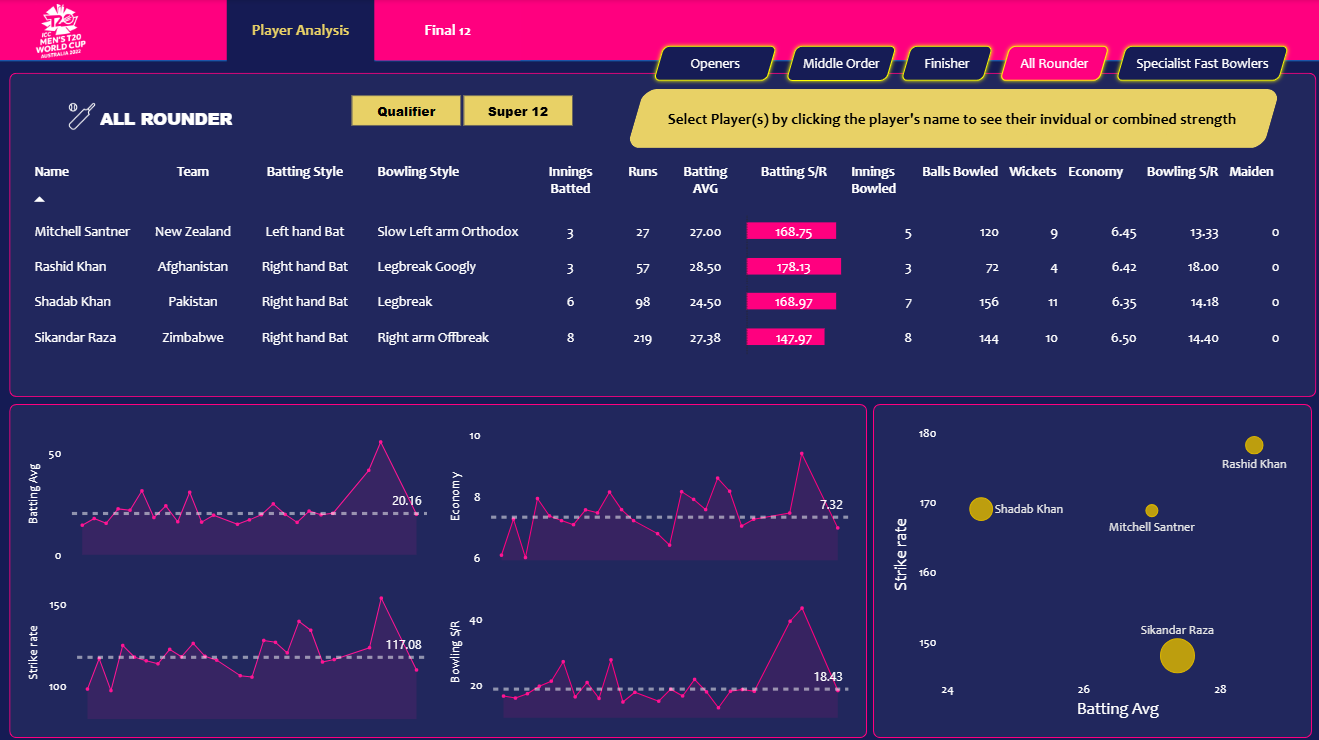 ICC
MEN'S T20
WORLD CUP
AUSTRALIA 2022
Player Analysis
Final 12
Openers
Middle Order
Finisher
All Rounder
Specialist Fast Bowlers
ALL ROUNDER
Qualifier
Super 12
Select Player(s) by clicking the player's name to see their invidual or combined strength
Name Team Batting Style Bowling Style Innings Batted Runs Batting AVG Batting S/R Innings Bowled Balls Bowled Wickets Economy Bowling S/R Maiden
Mitchell Santner New Zealand Left hand Bat Slow Left arm Orthodox 3 27 27.00 168.75 5 120 9 6.45 13.33 0
Rashid Khan Afghanistan Right hand Bat Legbreak Googly 3 57 28.50 178.13 3 72 4 6.42 18.00 0
Shadab Khan Pakistan Right hand Bat Legbreak 6 98 24.50 168.97 7 156 11 6.35 14.18 0
Sikandar Raza Zimbabwe Right hand Bat Right arm Offbreak 8 219 27.38 147.97 8 144 10 6.50 14.40 0
Batting Avg
50
0
20.16
Economy
10
8
6
7.32
Strike rate
150
100
117.08
Bowling S/R
40
20
18.43
Strike rate
180
170
160
150
Rashid Khan
Shadab Khan
Mitchell Santner
Sikandar Raza
24 26 28
Batting Avg